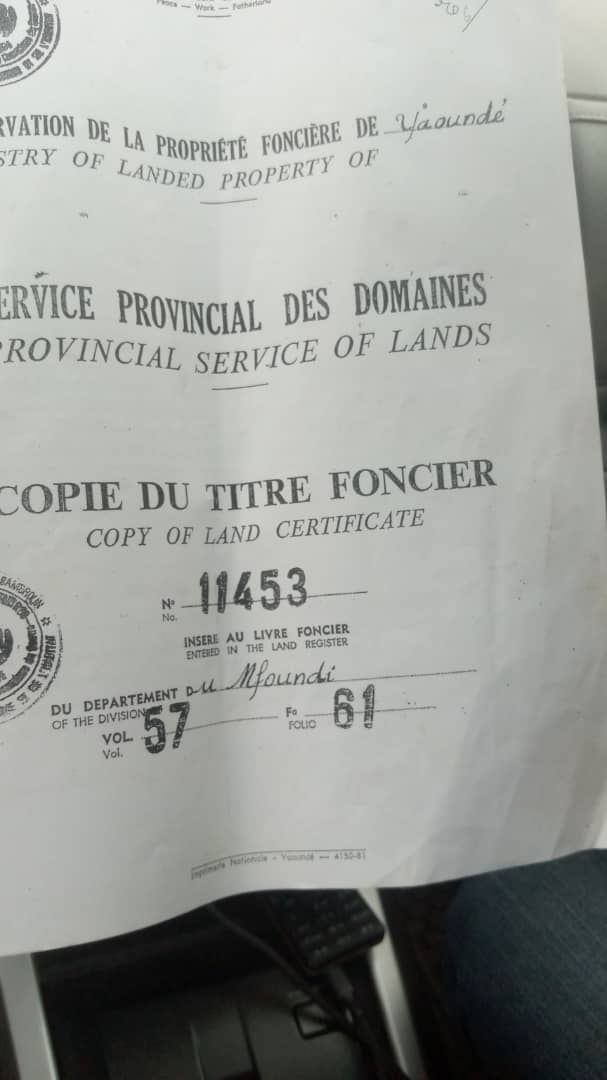 Peace — Work — Fatherland
RVATION DE LA PROPRIÉTÉ FONCIÈRE DE Yaoundé
STRY OF LANDED PROPERTY OF
ERVICE PROVINCIAL DES DOMAINES
PROVINCIAL SERVICE OF LANDS
COPIE DU TITRE FONCIER
COPY OF LAND CERTIFICATE
N° 11453
No.
INSERE AU LIVRE FONCIER
ENTERED IN THE LAND REGISTER
DU DEPARTEMENT DU Mfoundi
OF THE DIVISION
VOL. 57 Fo 61
Vol. FOLIO
Imprimerie Nationale - Yaoundé — 4150-81